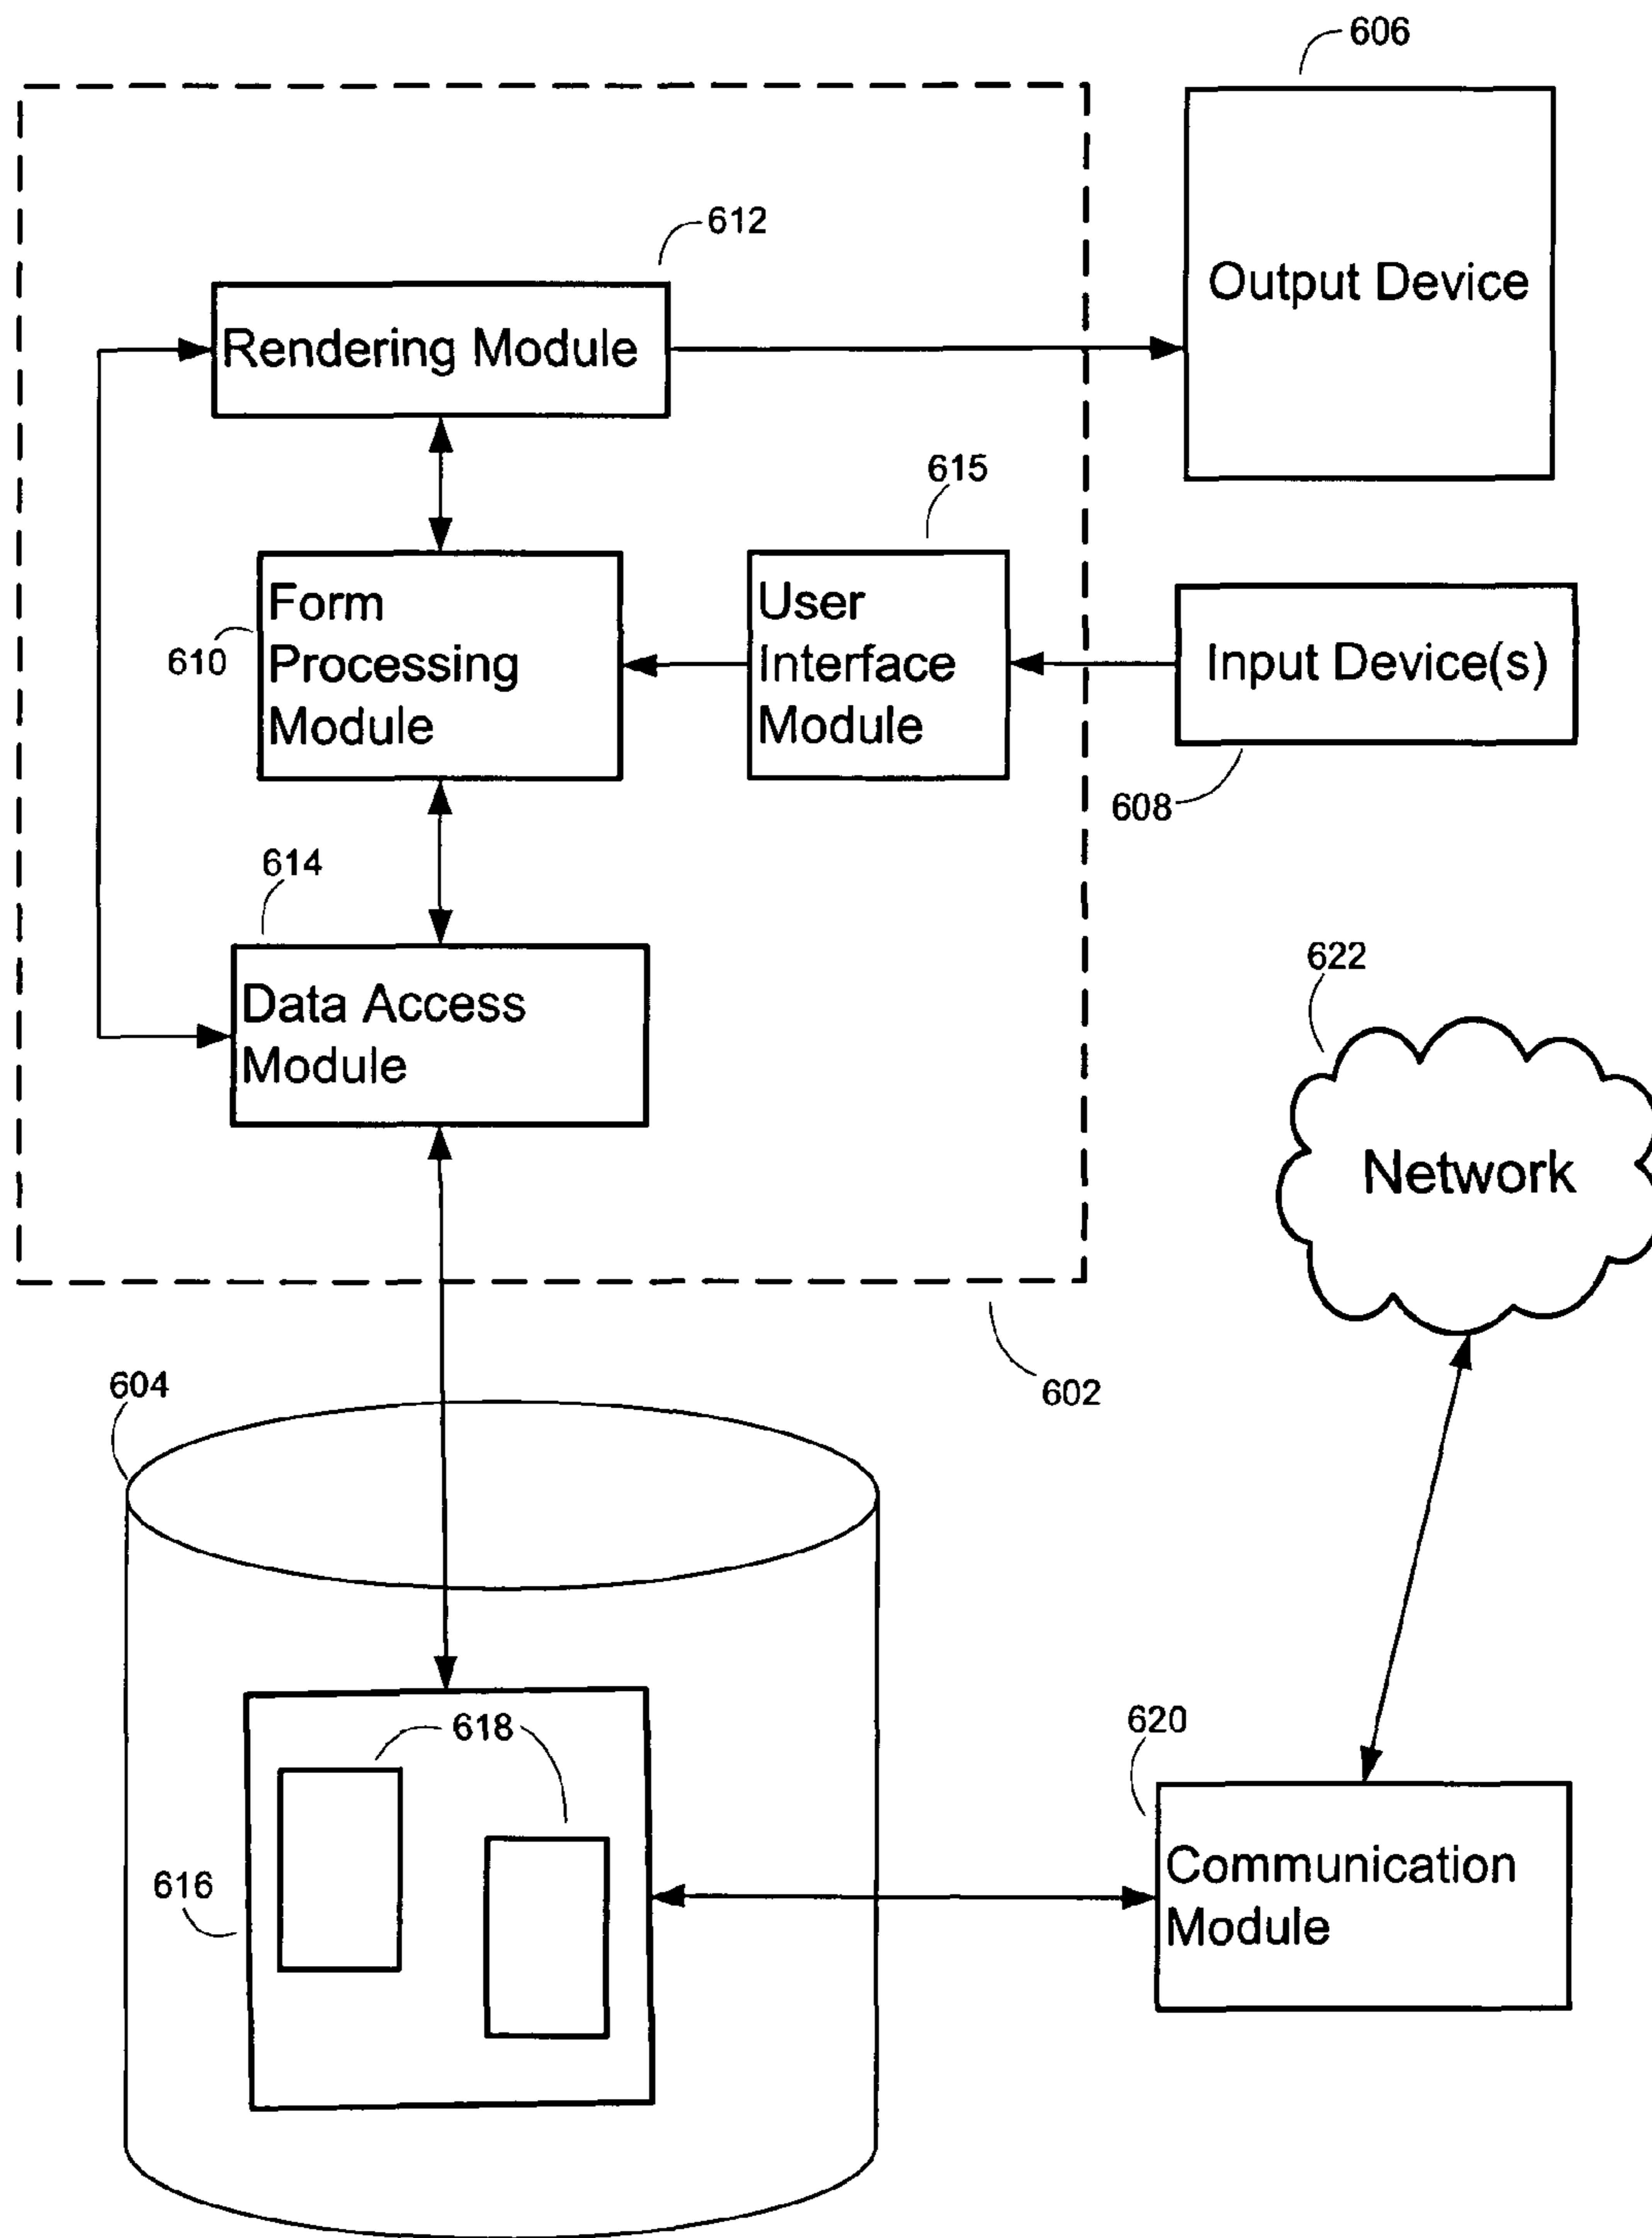 606
612
Output Device
Rendering Module
615
Form
Processing
Module
610
User
Interface
Module
Input Device(s)
608
614
Data Access
Module
622
Network
602
604
618
616
620
Communication
Module